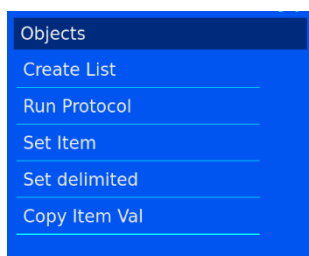 Objects
Create List
Run Protocol
Set Item
Set delimited
Copy Item Val